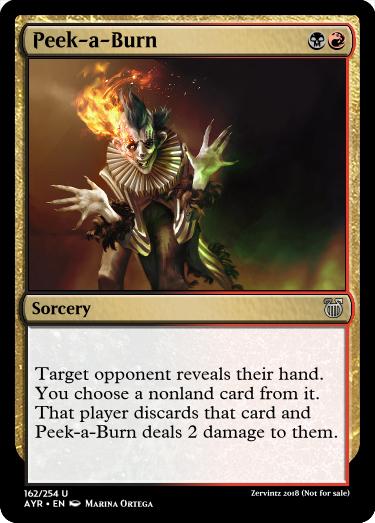 Peek-a-Burn
Sorcery
Target opponent reveals their hand.
You choose a nonland card from it.
That player discards that card and
Peek-a-Burn deals 2 damage to them.
162/254 U
Zervintz 2018 (Not for sale)
AYR • EN Marina Ortega